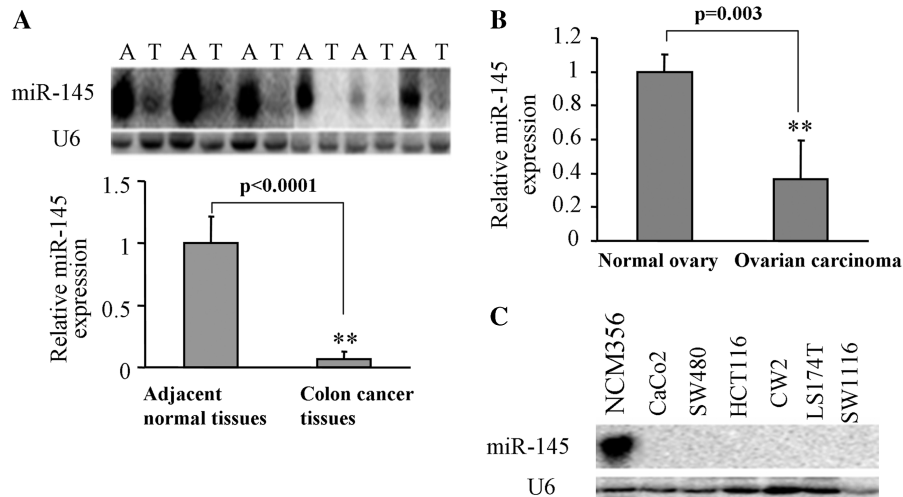 A
A T A T A T A T A T A T
miR-145
U6
p<0.0001
1.5
1
0.5
0
Relative miR-145
expression
**
Adjacent
normal tissues
Colon cancer
tissues
B
p=0.003
1.2
1
0.8
0.6
0.4
0.2
0
Relative miR-145
expression
**
Normal ovary
Ovarian carcinoma
C
NCM356
CaCo2
SW480
HCT116
CW2
LS174T
SW1116
miR-145
U6